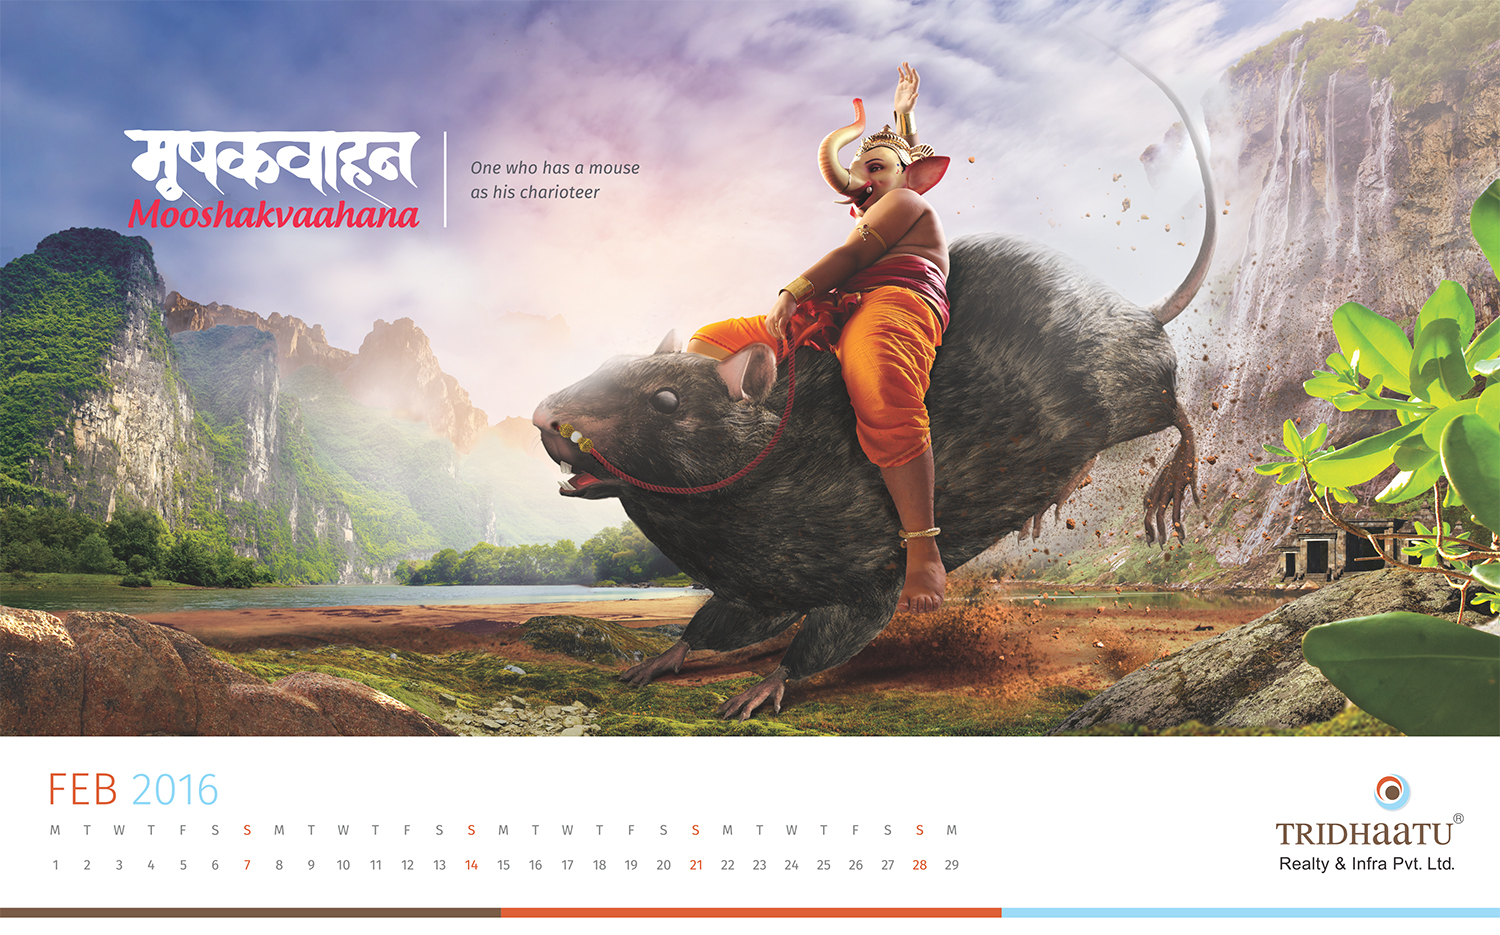 मूषकवाहन
Mooshakvaahana
One who has a mouse
as his charioteer
FEB 2016
M T W T F S S M T W T F S S M T W T F S S M T W T F S S M
1 2 3 4 5 6 7 8 9 10 11 12 13 14 15 16 17 18 19 20 21 22 23 24 25 26 27 28 29
TRIDHaaTU®
Realty & Infra Pvt. Ltd.